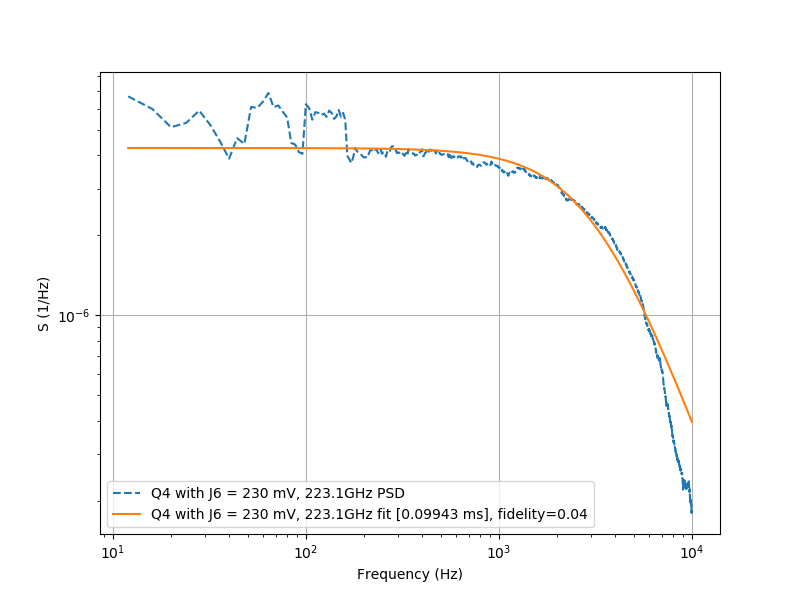 S (1/Hz)
10⁻⁶
Q4 with J6 = 230 mV, 223.1GHz PSD
Q4 with J6 = 230 mV, 223.1GHz fit [0.09943 ms], fidelity=0.04
10¹ 10² 10³ 10⁴
Frequency (Hz)